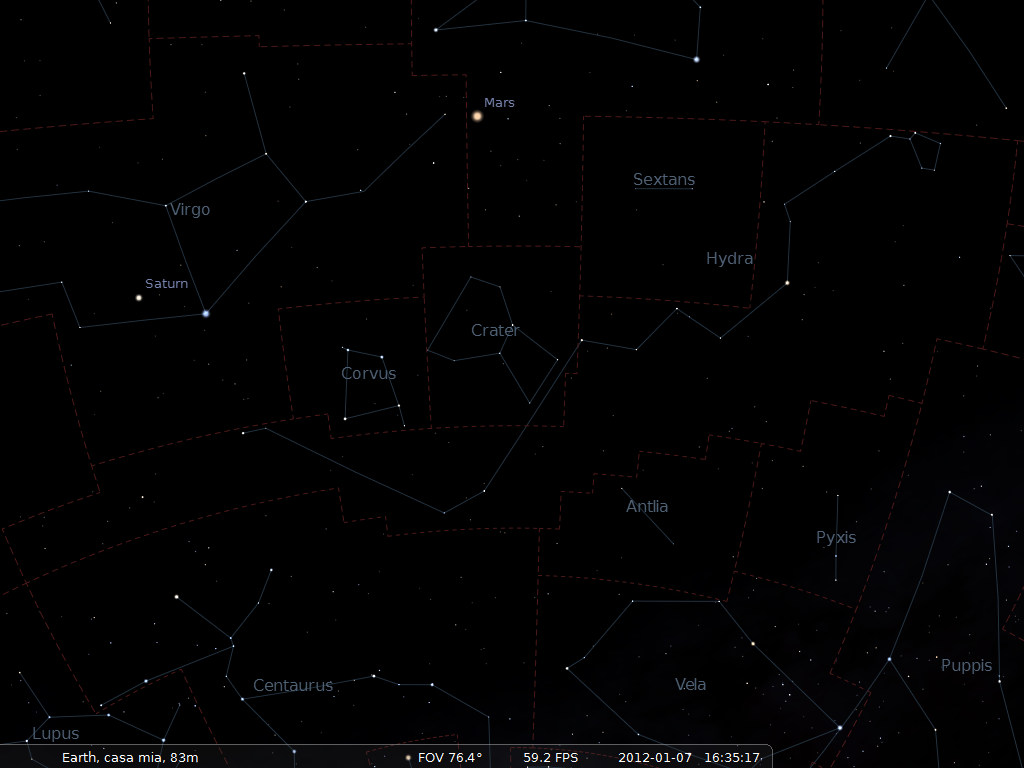 Mars
Sextans
Virgo
Hydra
Saturn
Crater
Corvus
Antlia
Pyxis
Puppis
Centaurus
Vela
Lupus
Earth, casa mia, 83m FOV 76.4° 59.2 FPS 2012-01-07 16:35:17